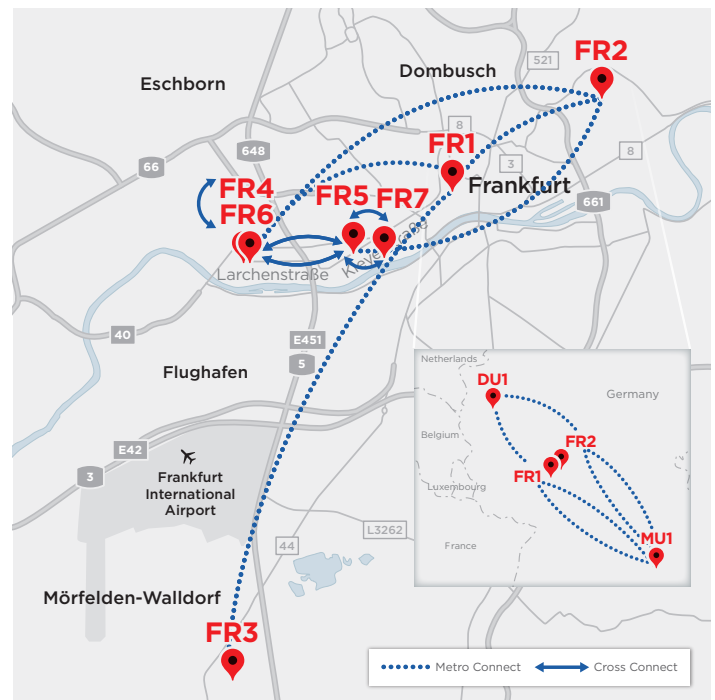 FR2
Dombusch
521
Eschborn
8
FR1
648
3
8
66
FR4
FR5
FR7
Frankfurt
FR6
661
Larchenstraße
40
E451
5
Flughafen
Netherlands
DU1
Germany
Belgium
FR2
FR1
Luxembourg
E42
3
Frankfurt
International
Airport
L3262
44
France
MU1
Mörfelden-Walldorf
FR3
Metro Connect
Cross Connect